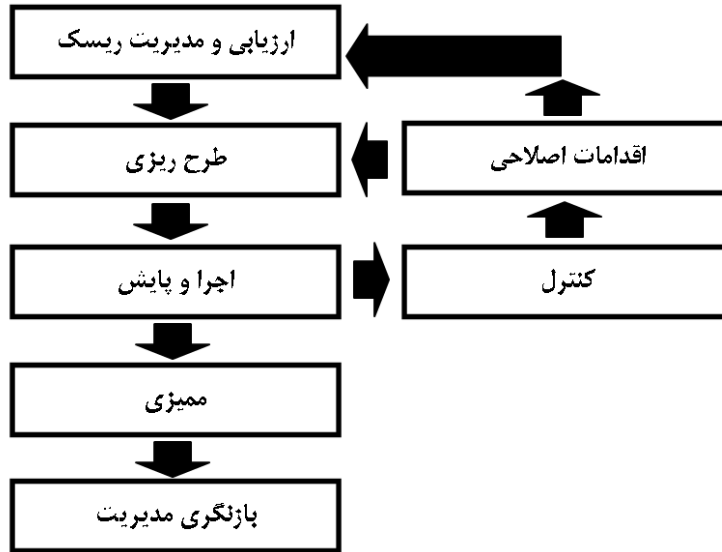 ارزیابی و مدیریت ریسک
طرح ریزی
اقدامات اصلاحی
اجرا و پایش
کنترل
ممیزی
بازنگری مدیریت